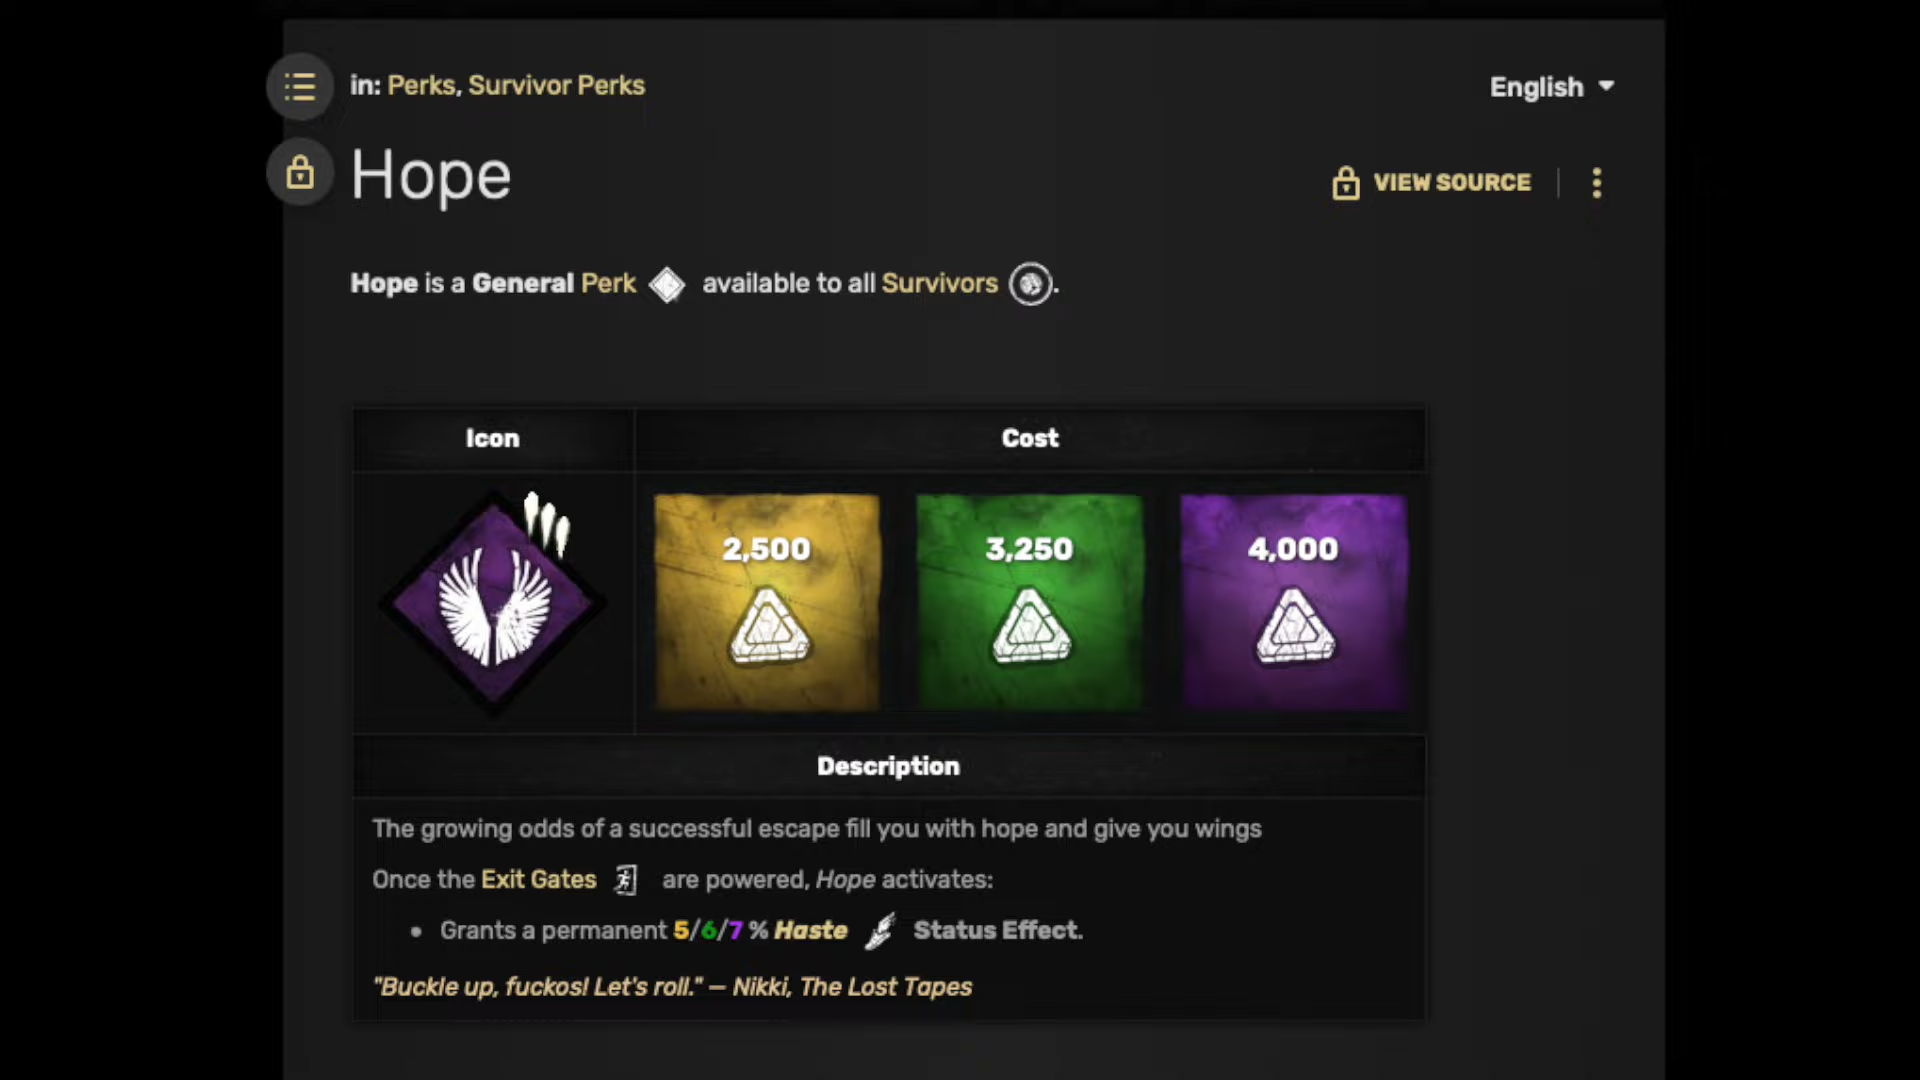 in: Perks, Survivor Perks
English
Hope
VIEW SOURCE
Hope is a General Perk available to all Survivors .
Icon
Cost
2,500
3,250
4,000
Description
The growing odds of a successful escape fill you with hope and give you wings
Once the Exit Gates are powered, Hope activates:
• Grants a permanent 5/6/7 % Haste Status Effect.
"Buckle up, fuckos! Let's roll." — Nikki, The Lost Tapes